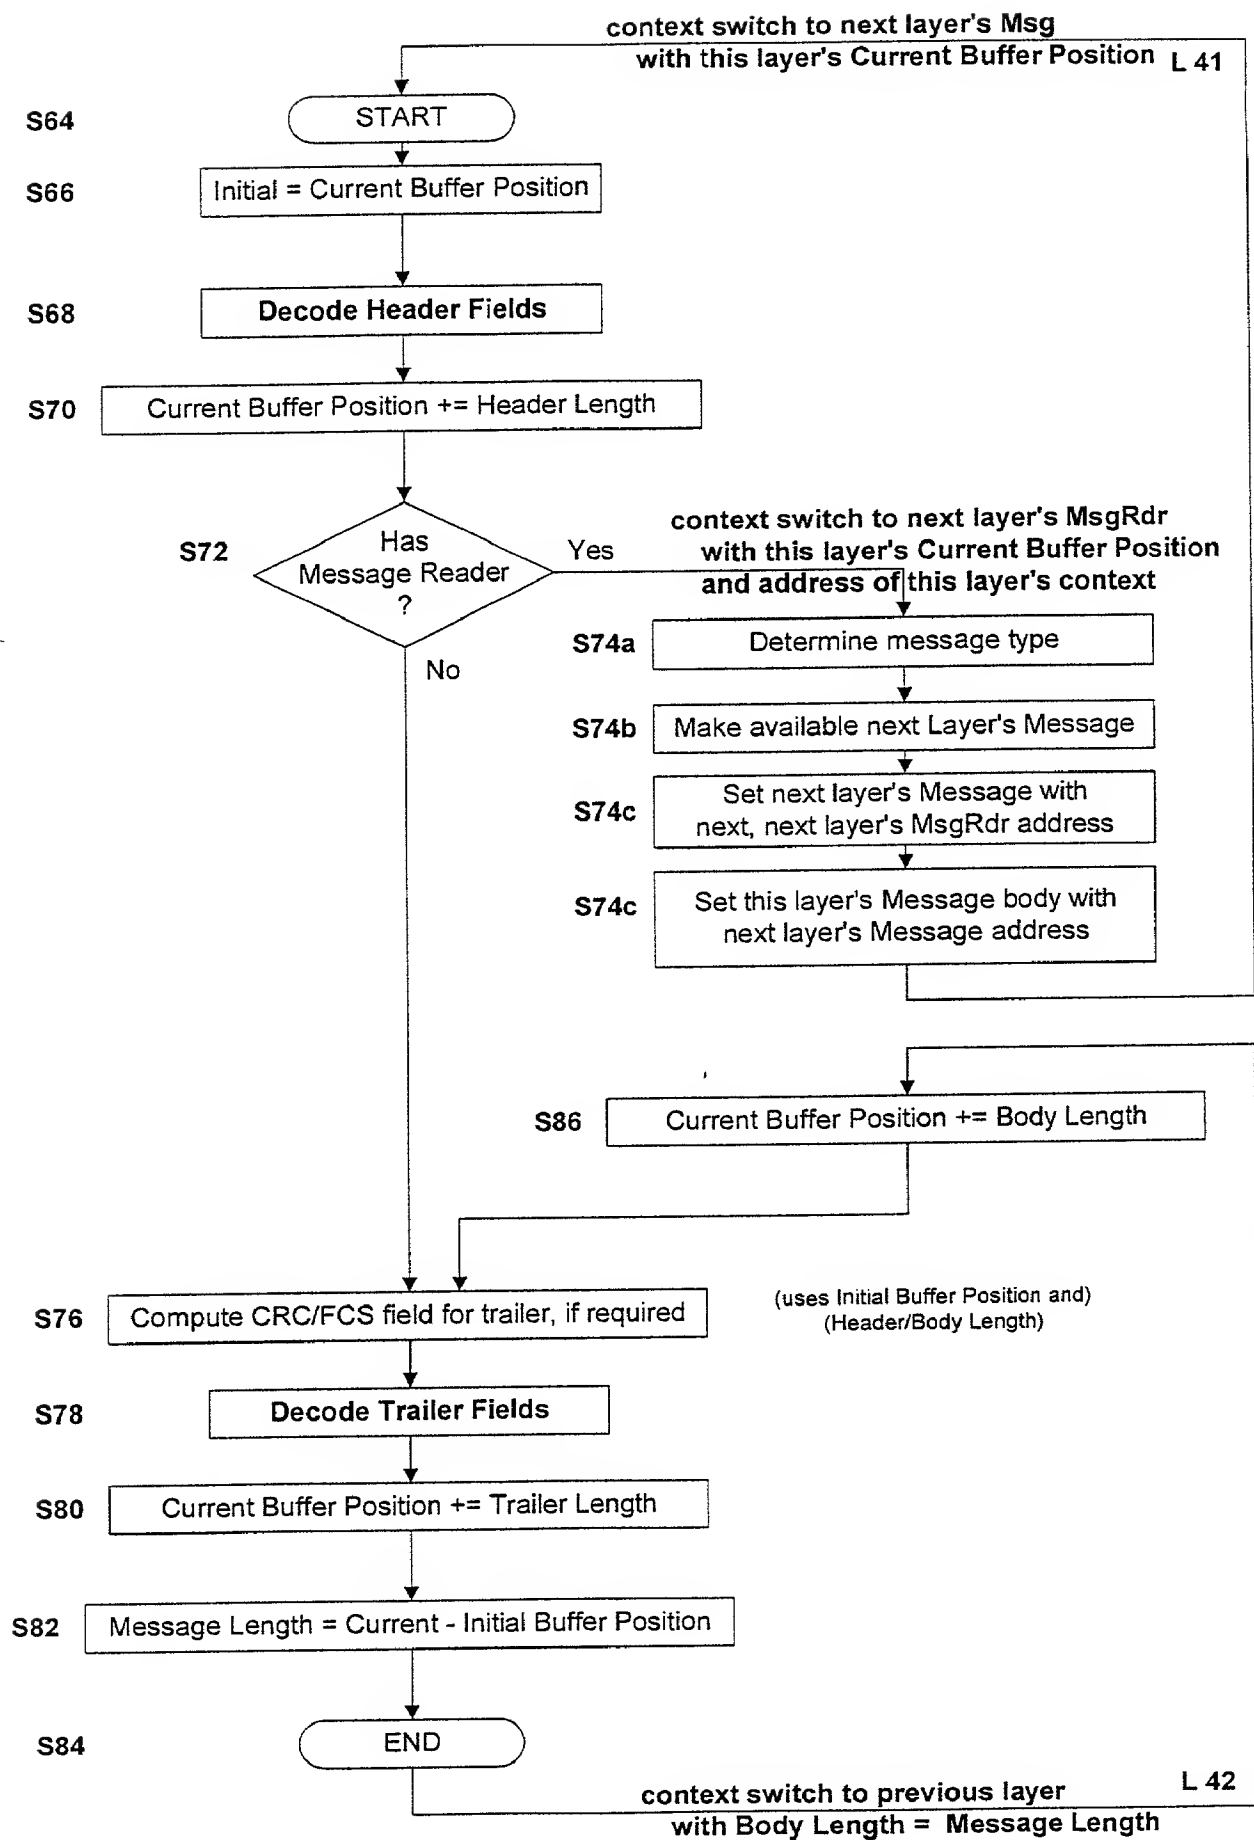 context switch to next layer's Msg
with this layer's Current Buffer Position L 41
S64 START
S66 Initial = Current Buffer Position
S68 Decode Header Fields
S70 Current Buffer Position += Header Length
context switch to next layer's MsgRdr
with this layer's Current Buffer Position
and address of this layer's context
S72 Has
Message Reader
?
Yes
No
S74a Determine message type
S74b Make available next Layer's Message
S74c Set next layer's Message with
next, next layer's MsgRdr address
S74c Set this layer's Message body with
next layer's Message address
S86 Current Buffer Position += Body Length
S76 Compute CRC/FCS field for trailer, if required
(uses Initial Buffer Position and)
(Header/Body Length)
S78 Decode Trailer Fields
S80 Current Buffer Position += Trailer Length
S82 Message Length = Current - Initial Buffer Position
S84 END
context switch to previous layer L 42
with Body Length = Message Length